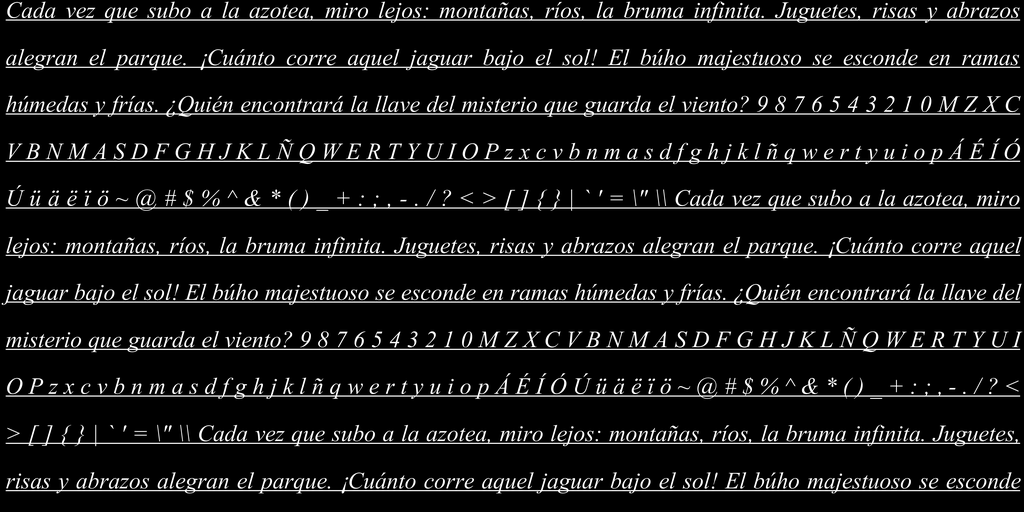 Cada vez que subo a la azotea, miro lejos: montañas, ríos, la bruma infinita. Juguetes, risas y abrazos
alegran el parque. ¡Cuánto corre aquel jaguar bajo el sol! El búho majestuoso se esconde en ramas
húmedas y frías. ¿Quién encontrará la llave del misterio que guarda el viento? 9 8 7 6 5 4 3 2 1 0 M Z X C
V B N M A S D F G H J K L Ñ Q W E R T Y U I O P z x c v b n m a s d f g h j k l ñ q w e r t y u i o p Á É Í Ó
Ú ü ä ë ï ö ~ @ # $ % ^ & * ( ) _ + : ; , - . / ? < > [ ] { } | ` ' = \" \\ Cada vez que subo a la azotea, miro
lejos: montañas, ríos, la bruma infinita. Juguetes, risas y abrazos alegran el parque. ¡Cuánto corre aquel
jaguar bajo el sol! El búho majestuoso se esconde en ramas húmedas y frías. ¿Quién encontrará la llave del
misterio que guarda el viento? 9 8 7 6 5 4 3 2 1 0 M Z X C V B N M A S D F G H J K L Ñ Q W E R T Y U I
O P z x c v b n m a s d f g h j k l ñ q w e r t y u i o p Á É Í Ó Ú ü ä ë ï ö ~ @ # $ % ^ & * ( ) _ + : ; , - . / ? <
> [ ] { } | ` ' = \" \\ Cada vez que subo a la azotea, miro lejos: montañas, ríos, la bruma infinita. Juguetes,
risas y abrazos alegran el parque. ¡Cuánto corre aquel jaguar bajo el sol! El búho majestuoso se esconde